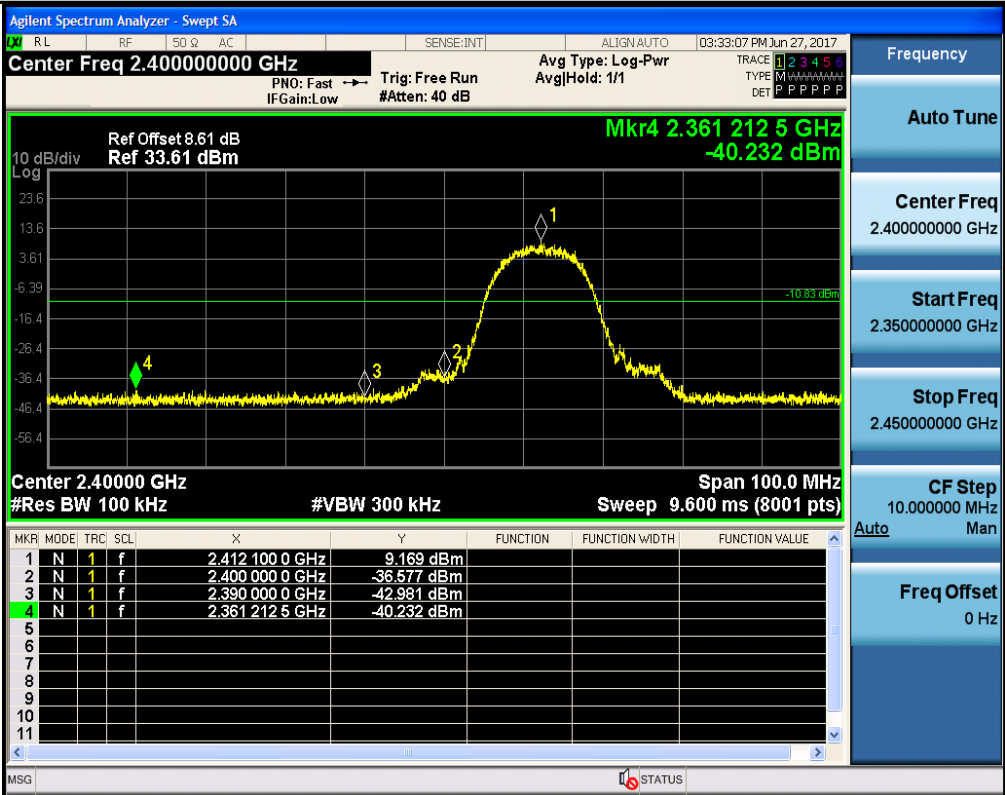 Agilent Spectrum Analyzer - Swept SA
LXI RL RF 50 Ω AC SENSE:INT ALIGN AUTO 03:33:07 PM Jun 27, 2017
Center Freq 2.400000000 GHz
PNO: Fast
IFGain:Low
Trig: Free Run
#Atten: 40 dB
Avg Type: Log-Pwr
Avg|Hold: 1/1
TRACE 1 2 3 4 5 6
TYPE M
DET P P P P P P
Frequency
Auto Tune
Center Freq
2.400000000 GHz
Start Freq
2.350000000 GHz
Stop Freq
2.450000000 GHz
CF Step
10.000000 MHz
Auto Man
Freq Offset
0 Hz
Mkr4 2.361 212 5 GHz
-40.232 dBm
Ref Offset 8.61 dB
10 dB/div Ref 33.61 dBm
Log
23.6
13.6
3.61
-6.39
-16.4
-26.4
-36.4
-46.4
-56.4
1
-10.83 dBm
2
3
4
Center 2.40000 GHz Span 100.0 MHz
#Res BW 100 kHz #VBW 300 kHz Sweep 9.600 ms (8001 pts)
MKR MODE TRC SCL X Y FUNCTION FUNCTION WIDTH FUNCTION VALUE
1 N 1 f 2.412 100 0 GHz 9.169 dBm
2 N 1 f 2.400 000 0 GHz -36.577 dBm
3 N 1 f 2.390 000 0 GHz -42.981 dBm
4 N 1 f 2.361 212 5 GHz -40.232 dBm
5
6
7
8
9
10
11
MSG STATUS